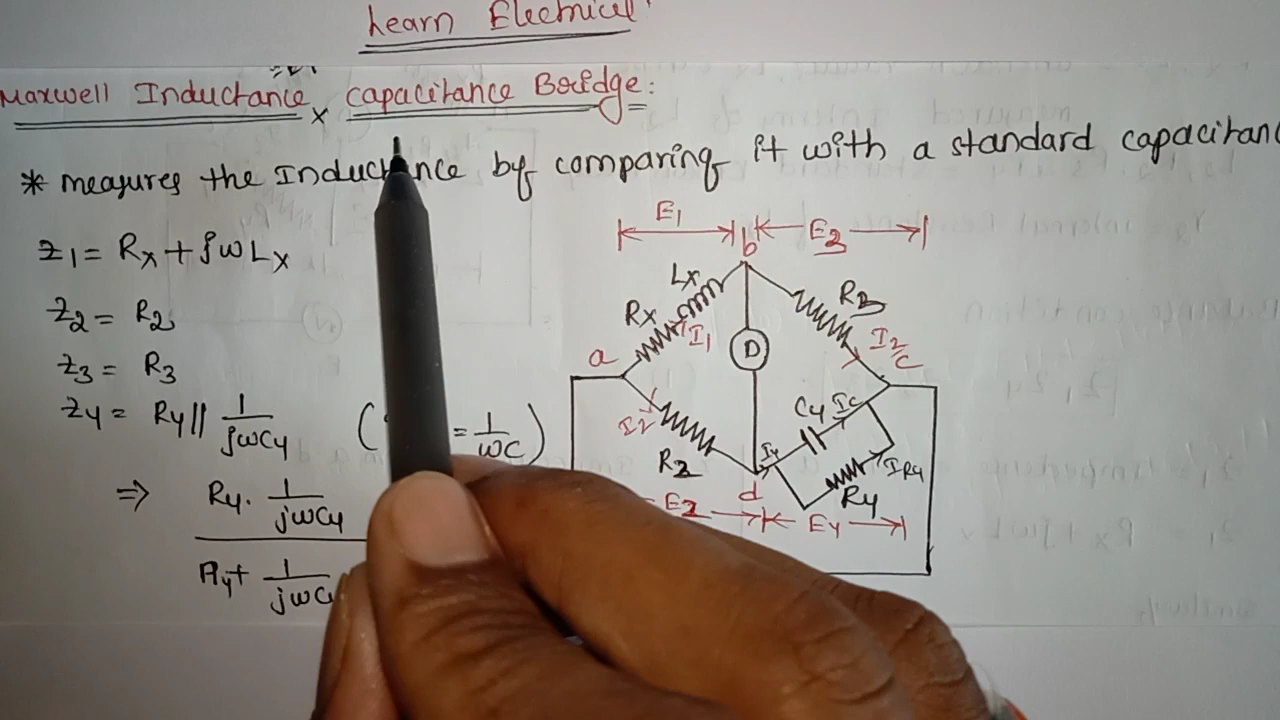 Learn Electrical
Maxwell Inductance x capacitance Bridge:
* measures the Inductance by comparing it with a standard capacitanc
Z1 = Rx + jωLx
Z2 = R2
Z3 = R3
Z4 = R4 || 1/jωC4 ( = 1/ωC )
⇒ R4 . 1/jωC4
R4 + 1/jωC4
E1 E3
b
Lx
Rx
I1
R3
I2/c
a
D
I2
R2
C4
Ic
I4
IR4
R4
d
E2 E4